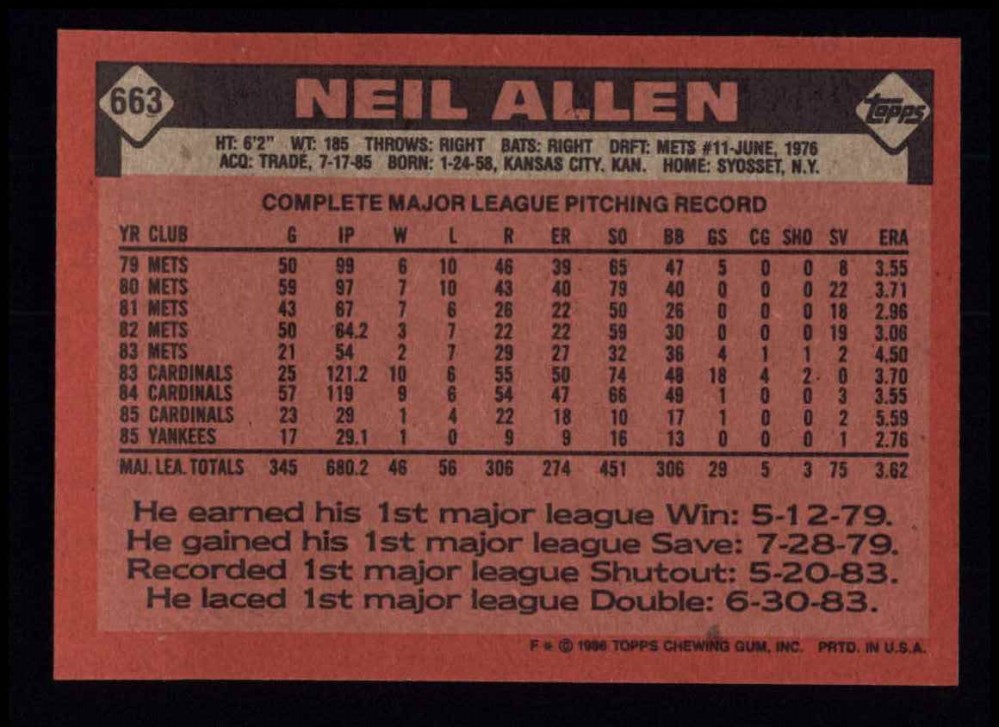 663 NEIL ALLEN topps
HT: 6'2" WT: 185 THROWS: RIGHT BATS: RIGHT DRFT: METS #11-JUNE, 1976
ACQ: TRADE, 7-17-85 BORN: 1-24-58, KANSAS CITY, KAN. HOME: SYOSSET, N.Y.
COMPLETE MAJOR LEAGUE PITCHING RECORD
YR CLUB G IP W L R ER SO BB GS CG SHO SV ERA
79 METS 50 99 6 10 46 39 65 47 5 0 0 8 3.55
80 METS 59 97 7 10 43 40 79 40 0 0 0 22 3.71
81 METS 43 67 7 6 26 22 50 26 0 0 0 18 2.96
82 METS 50 64.2 3 7 22 22 59 30 0 0 0 19 3.06
83 METS 21 54 2 7 29 27 32 36 4 1 1 2 4.50
83 CARDINALS 25 121.2 10 6 55 50 74 48 18 4 2 0 3.70
84 CARDINALS 57 119 9 6 54 47 66 49 1 0 0 3 3.55
85 CARDINALS 23 29 1 4 22 18 10 17 1 0 0 2 5.59
85 YANKEES 17 29.1 1 0 9 9 16 13 0 0 0 1 2.76
MAJ. LEA. TOTALS 345 680.2 46 56 306 274 451 306 29 5 3 75 3.62
He earned his 1st major league Win: 5-12-79.
He gained his 1st major league Save: 7-28-79.
Recorded 1st major league Shutout: 5-20-83.
He laced 1st major league Double: 6-30-83.
F * © 1986 TOPPS CHEWING GUM, INC. PRTD. IN U.S.A.